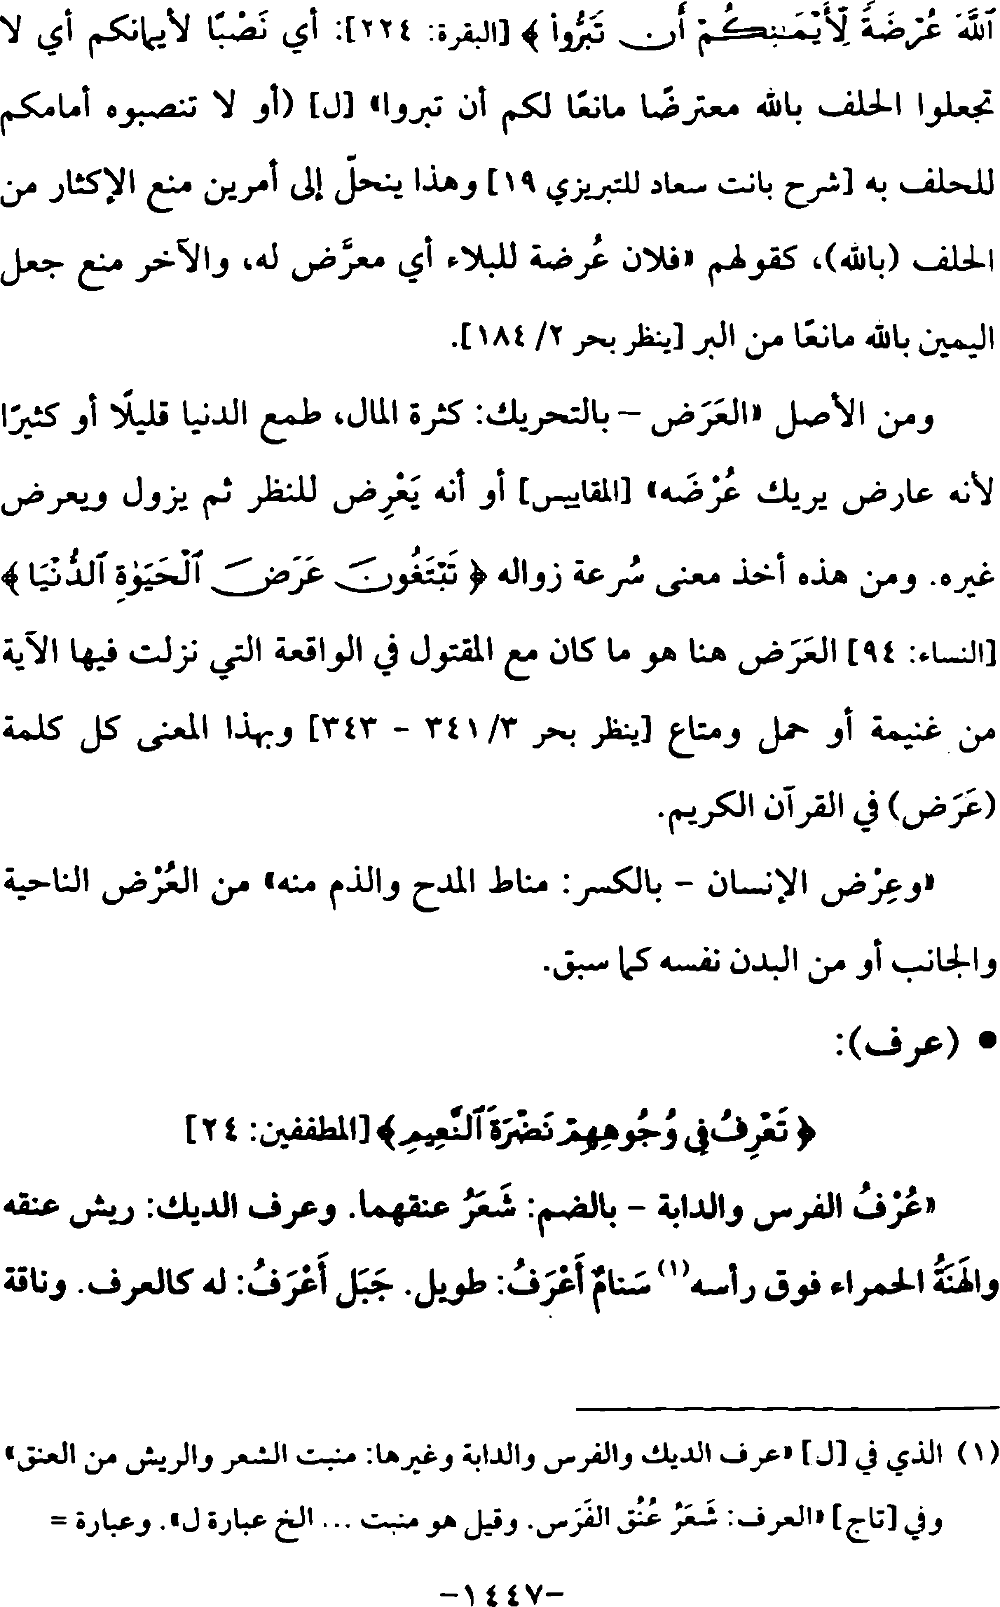 ٱللَّهَ عُرْضَةً لِّأَيْمَـٰنِكُمْ أَن تَبَرُّوا۟ ﴾ [البقرة: ٢٢٤]: أي نَصْبًا لأيمانكم أي لا
تجعلوا الحلف بالله معترضًا مانعًا لكم أن تبروا» [ل] (أو لا تنصبوه أمامكم
للحلف به [شرح بانت سعاد للتبريزي ١٩] وهذا ينحلّ إلى أمرين منع الإكثار من
الحلف (بالله)، كقولهم «فلان عُرضة للبلاء أي معرَّض له، والآخر منع جعل
اليمين بالله مانعًا من البر [ينظر بحر ٢/ ١٨٤].
ومن الأصل «العَرَض – بالتحريك: كثرة المال، طمع الدنيا قليلًا أو كثيرًا
لأنه عارض يريك عُرْضَه» [المقاييس] أو أنه يَعْرِض للنظر ثم يزول ويعرض
غيره. ومن هذه أخذ معنى سُرعة زواله ﴿ تَبْتَغُونَ عَرَضَ ٱلْحَيَوٰةِ ٱلدُّنْيَا ﴾
[النساء: ٩٤] العَرَض هنا هو ما كان مع المقتول في الواقعة التي نزلت فيها الآية
من غنيمة أو حمل ومتاع [ينظر بحر ٣/ ٣٤١ - ٣٤٣] وبهذا المعنى كل كلمة
(عَرَض) في القرآن الكريم.
«وعِرْض الإنسان – بالكسر: مناط المدح والذم منه» من العُرْض الناحية
والجانب أو من البدن نفسه كما سبق.
• (عرف):
﴿ تَعْرِفُ فِى وُجُوهِهِمْ نَضْرَةَ ٱلنَّعِيمِ ﴾ [المطففين: ٢٤]
«عُرْفُ الفرس والدابة – بالضم: شَعَرُ عنقهما. وعرف الديك: ريش عنقه
والهَنَةُ الحمراء فوق رأسه(١) سَنامٌ أَعْرَفُ: طويل. جَبَل أَعْرَفُ: له كالعرف. وناقة
(١) الذي في [ل] «عرف الديك والفرس والدابة وغيرها: منبت الشعر والريش من العنق»
وفي [تاج] «العرف: شَعَرُ عُنُق الفَرَس. وقيل هو منبت ... الخ عبارة ل». وعبارة =
-١٤٤٧-